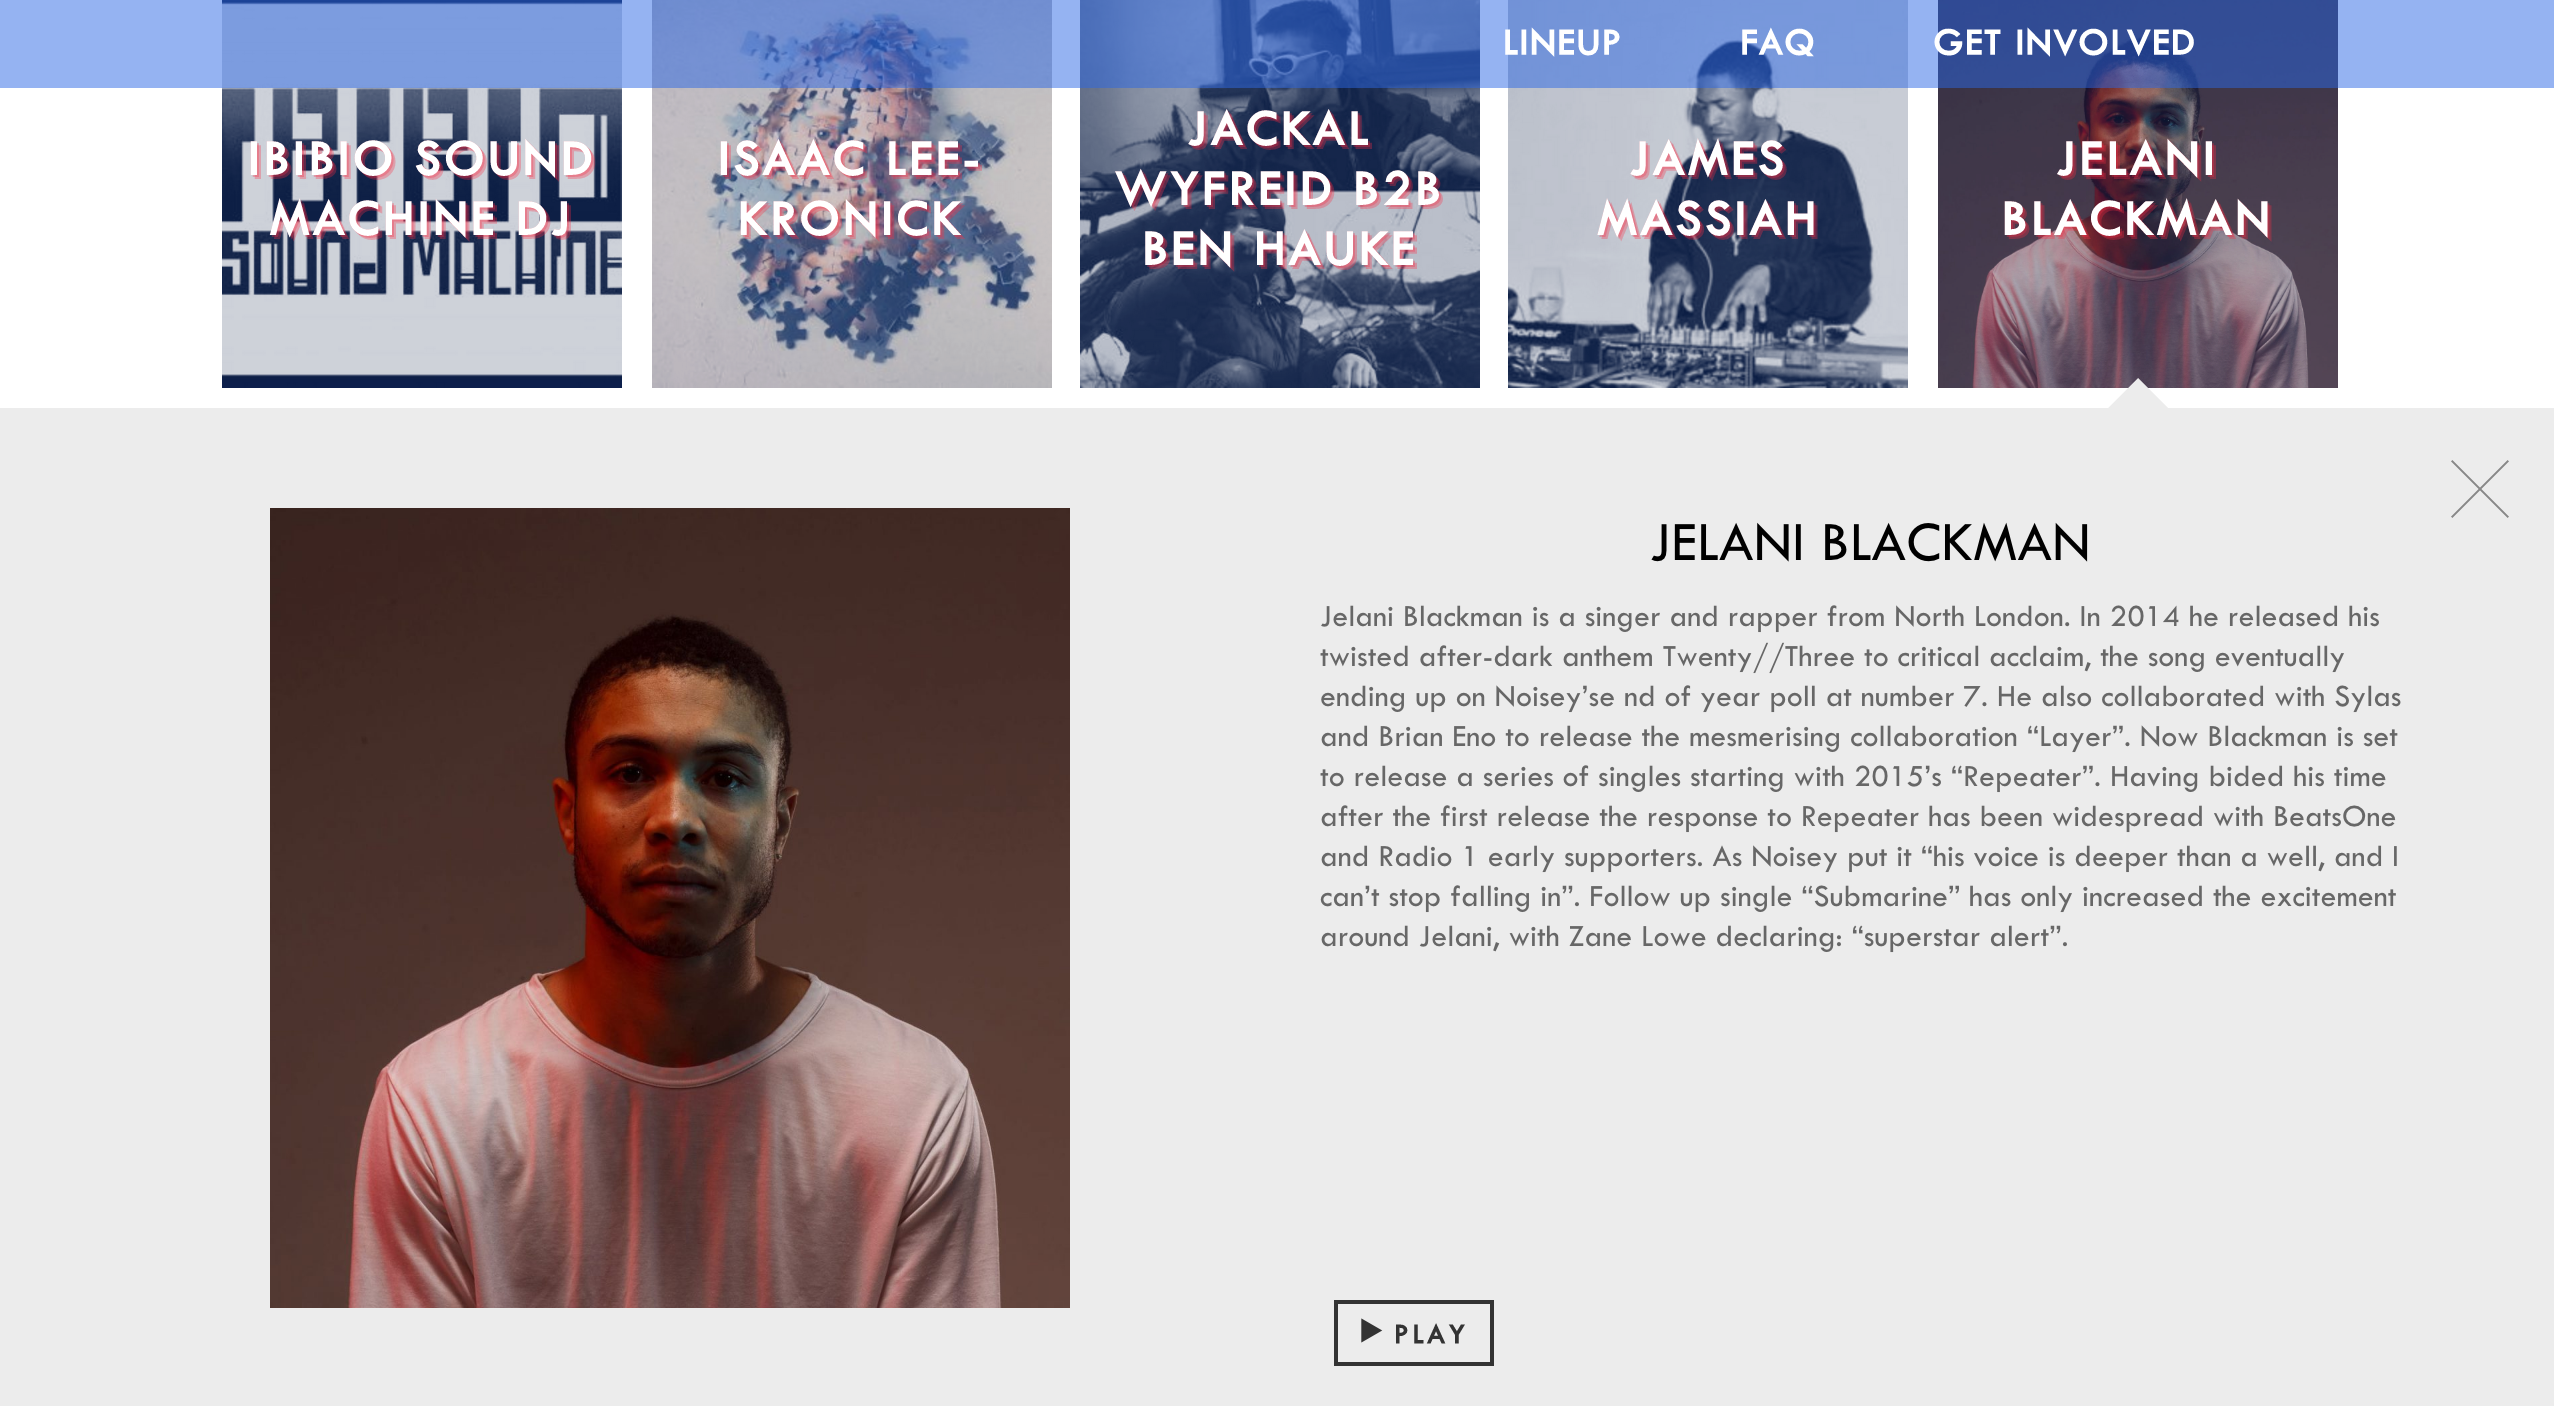 LINEUP FAQ GET INVOLVED
IBIBIO SOUND
MACHINE DJ
SOUND MACHINE
ISAAC LEE-
KRONICK
JACKAL
WYFREID B2B
BEN HAUKE
JAMES
MASSIAH
Pioneer
JELANI
BLACKMAN
JELANI BLACKMAN
Jelani Blackman is a singer and rapper from North London. In 2014 he released his
twisted after-dark anthem Twenty//Three to critical acclaim, the song eventually
ending up on Noisey’se nd of year poll at number 7. He also collaborated with Sylas
and Brian Eno to release the mesmerising collaboration “Layer”. Now Blackman is set
to release a series of singles starting with 2015’s “Repeater”. Having bided his time
after the first release the response to Repeater has been widespread with BeatsOne
and Radio 1 early supporters. As Noisey put it “his voice is deeper than a well, and I
can’t stop falling in”. Follow up single “Submarine” has only increased the excitement
around Jelani, with Zane Lowe declaring: “superstar alert”.
PLAY